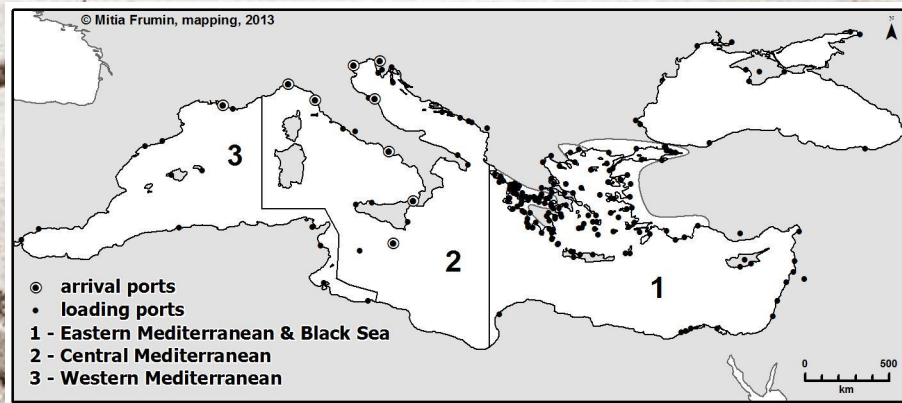 © Mitia Frumin, mapping, 2013
N
3
2
1
arrival ports
loading ports
1 - Eastern Mediterranean & Black Sea
2 - Central Mediterranean
3 - Western Mediterranean
0 500
km